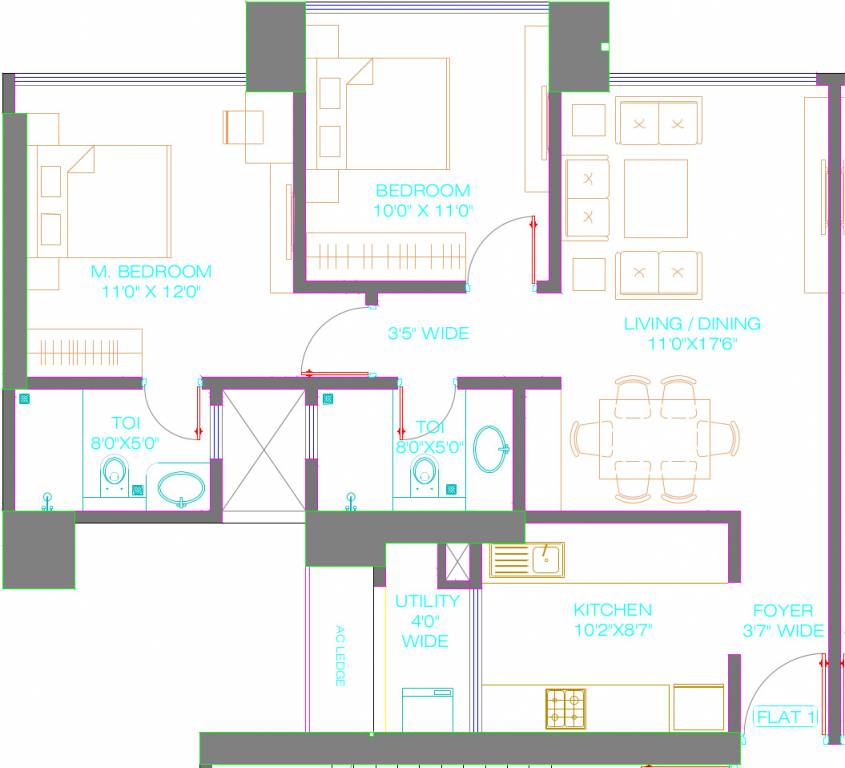 BEDROOM
10'0" X 11'0"
M. BEDROOM
11'0" X 12'0"
3'5" WIDE
LIVING / DINING
11'0"X17'6"
TOI
8'0"X5'0"
TOI
8'0"X5'0"
UTILITY
4'0"
WIDE
AC LEDGE
KITCHEN
10'2"X8'7"
FOYER
3'7" WIDE
FLAT 1